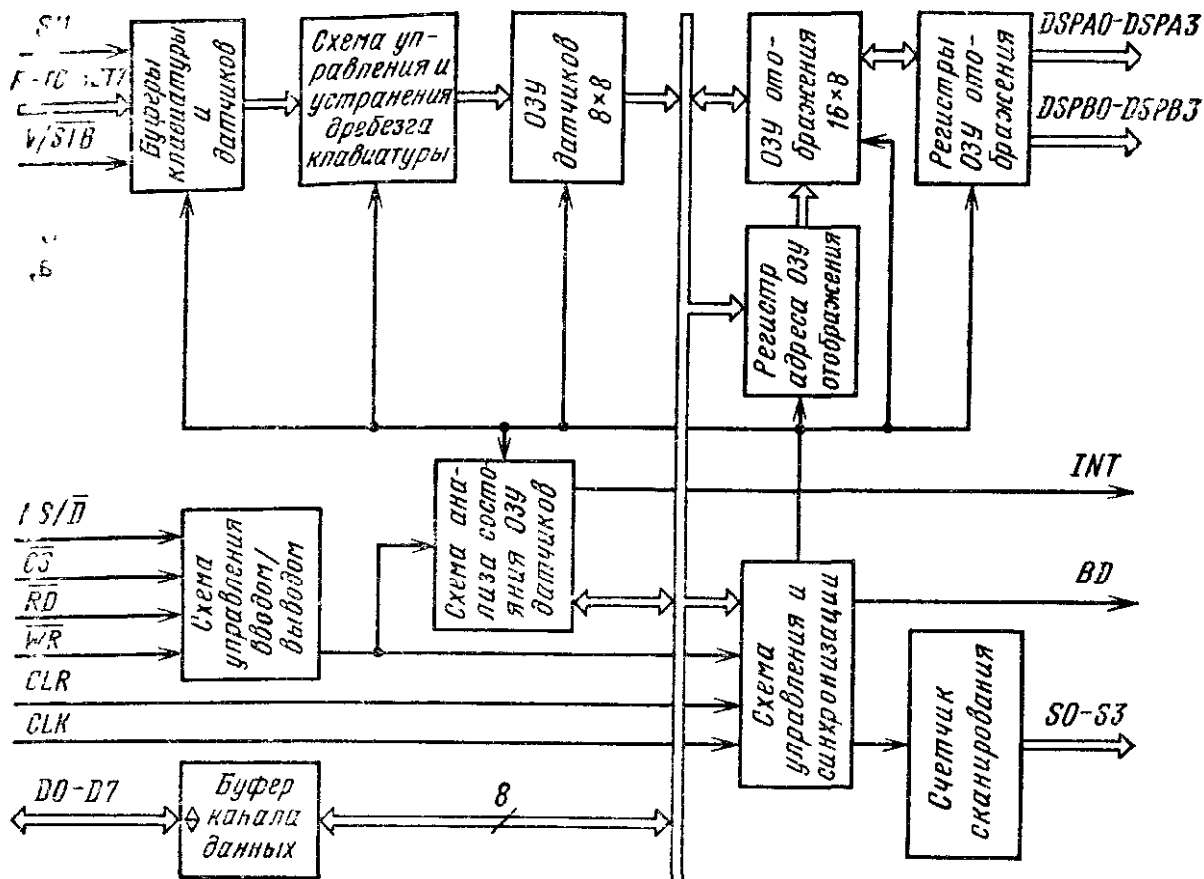 SH
Буферы
клавиатуры
и
датчиков
V/STB
Схема уп-
равления и
устранения
дребезга
клавиатуры
ОЗУ
датчиков
8×8
ОЗУ ото-
бражения
16×8
Регистры
ОЗУ ото-
бражения
DSPA0-DSPA3
DSPB0-DSPB3
Регистр
адреса ОЗУ
отображения
S/D
CS
RD
WR
CLR
CLK
Схема
управления
вводом/
выводом
Схема ана-
лиза состо-
яния ОЗУ
датчиков
INT
BD
Схема
управления и
синхронизации
Счетчик
сканирования
S0-S3
D0-D7
Буфер
канала
данных
8